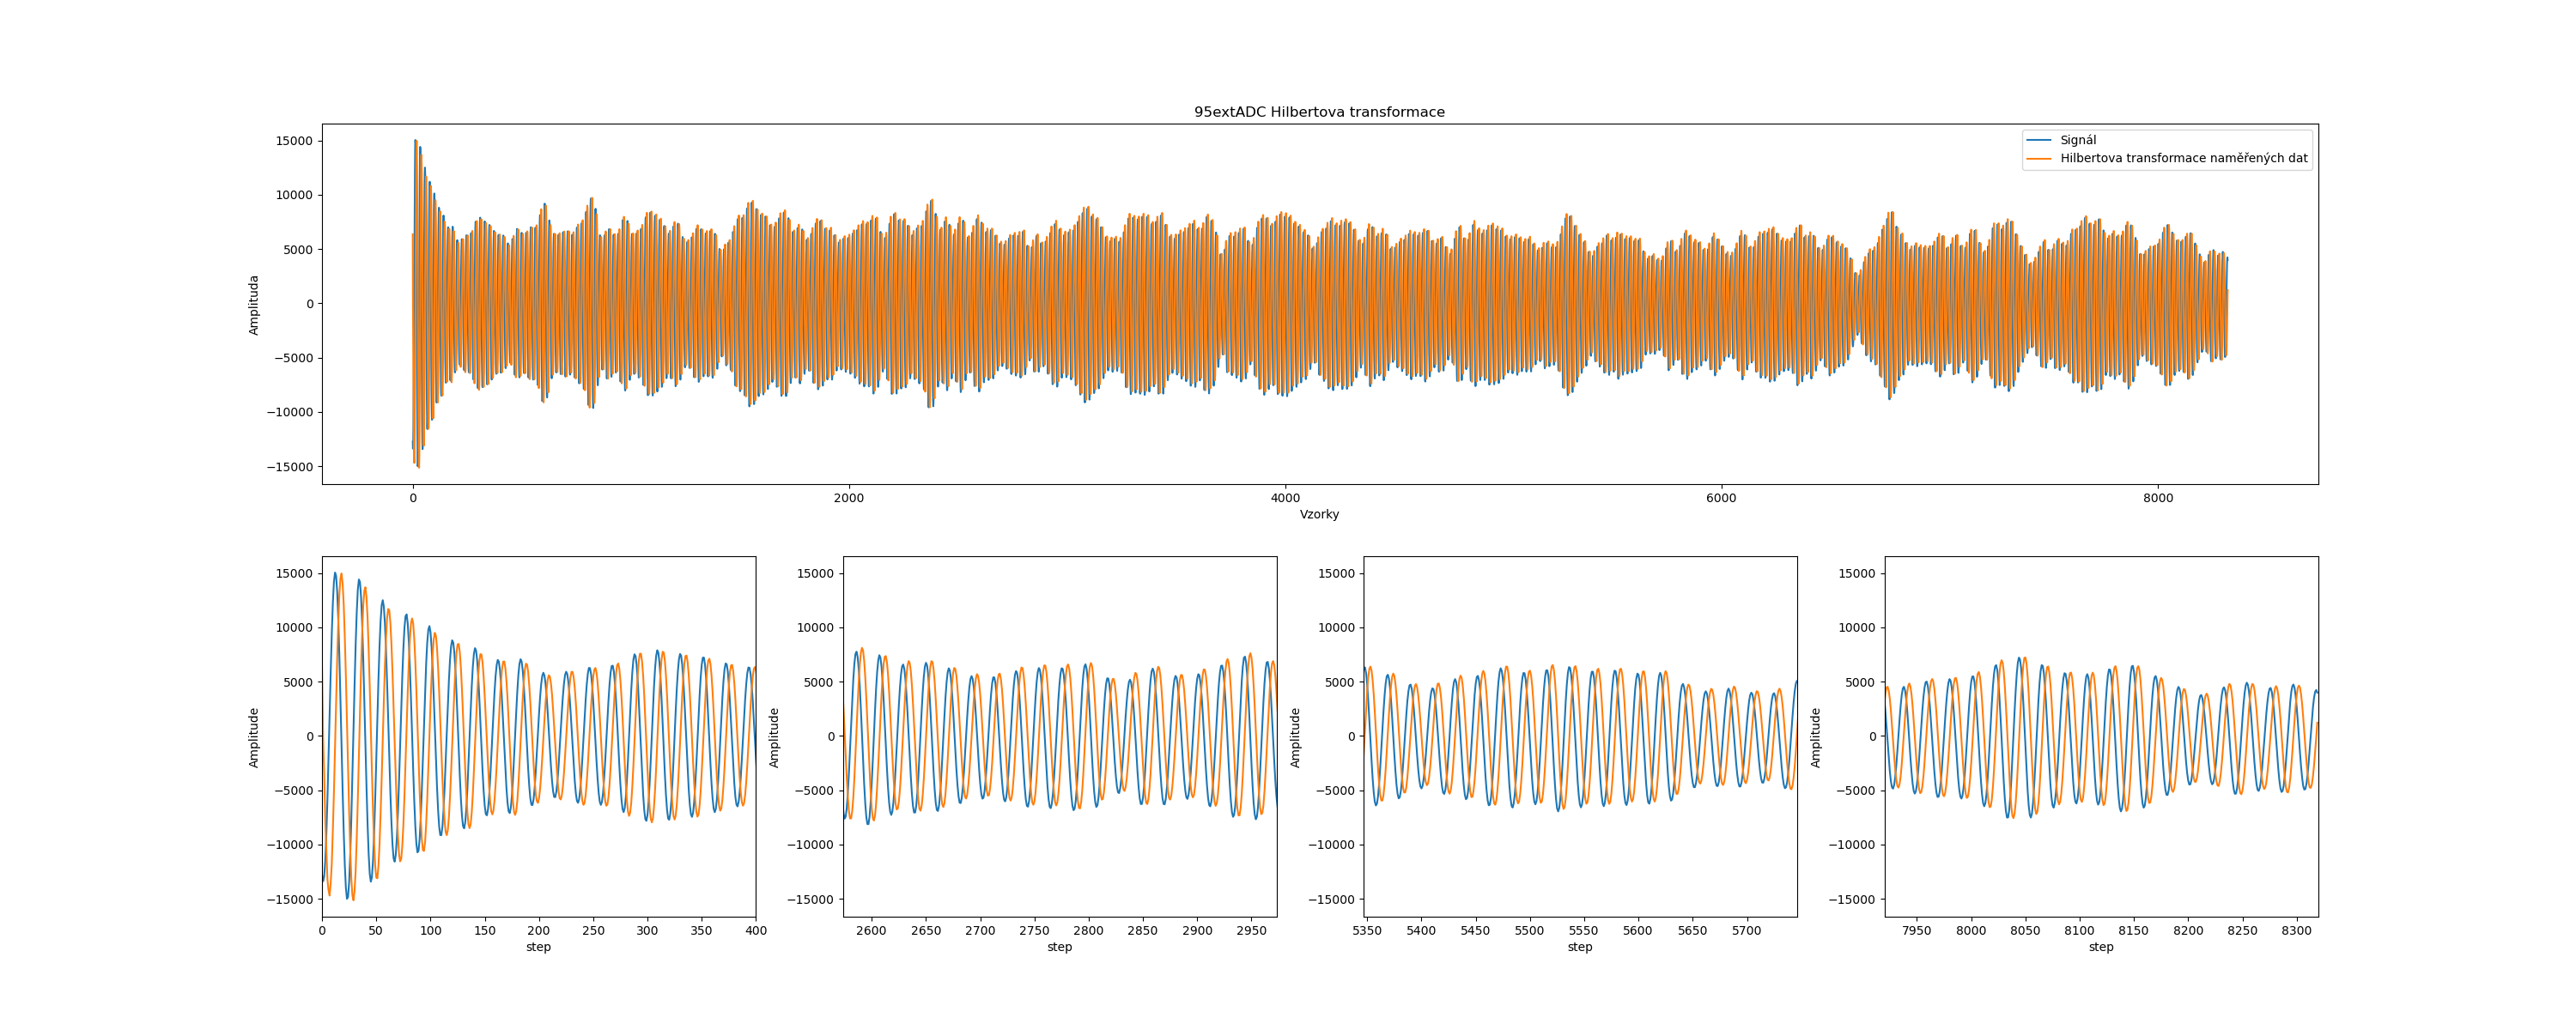 95extADC Hilbertova transformace
Signál
Hilbertova transformace naměřených dat
15000
10000
5000
0
−5000
−10000
−15000
Amplituda
0 2000 4000 6000 8000
Vzorky
15000
10000
5000
0
−5000
−10000
−15000
Amplitude
0 50 100 150 200 250 300 350 400
step
15000
10000
5000
0
−5000
−10000
−15000
Amplitude
2600 2650 2700 2750 2800 2850 2900 2950
step
15000
10000
5000
0
−5000
−10000
−15000
Amplitude
5350 5400 5450 5500 5550 5600 5650 5700
step
15000
10000
5000
0
−5000
−10000
−15000
Amplitude
7950 8000 8050 8100 8150 8200 8250 8300
step